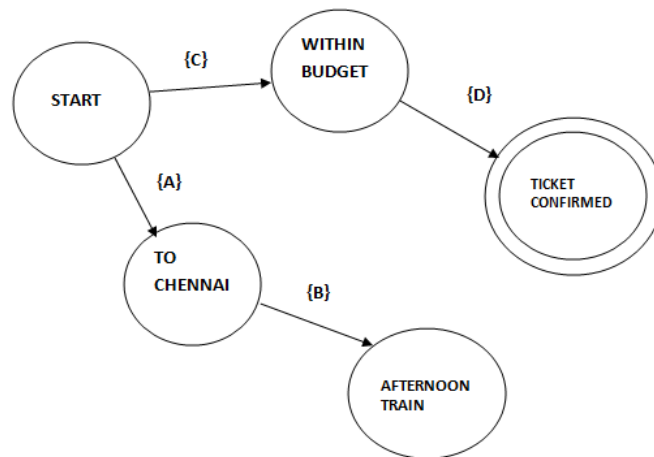 WITHIN
BUDGET
{C}
START
{D}
TICKET
CONFIRMED
{A}
TO
CHENNAI
{B}
AFTERNOON
TRAIN